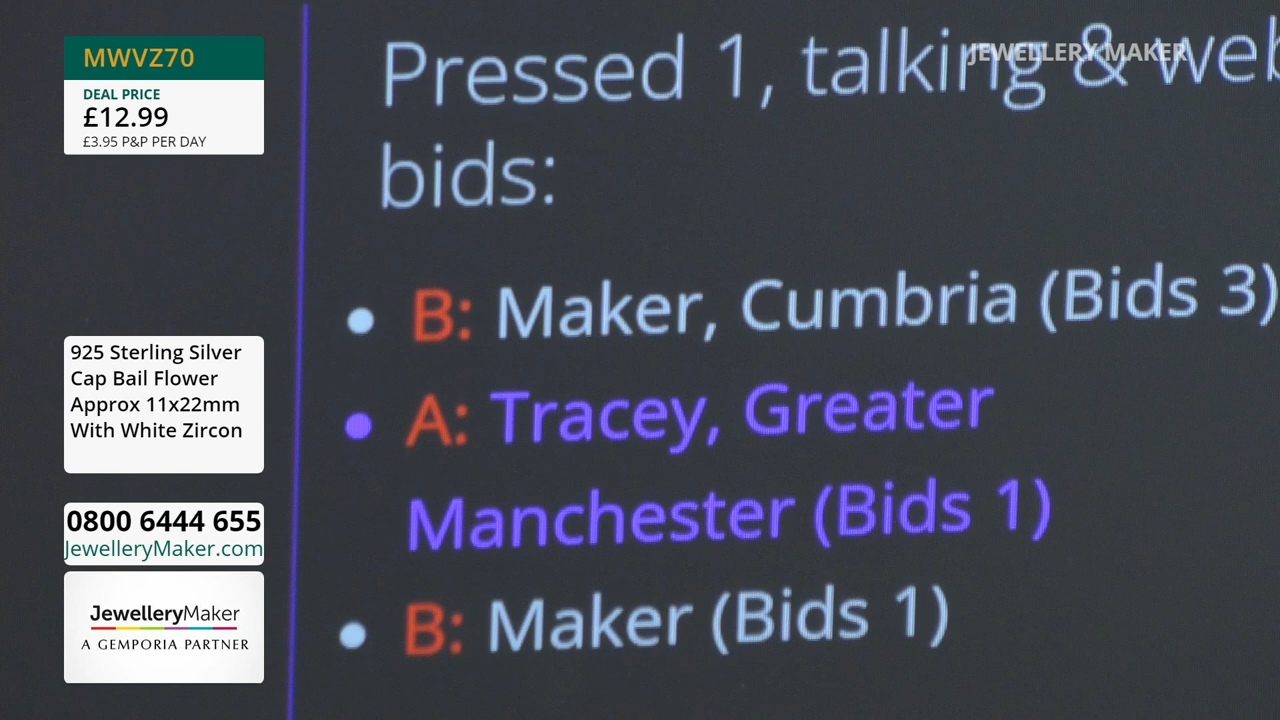 MWVZ70
DEAL PRICE
£12.99
£3.95 P&P PER DAY
925 Sterling Silver
Cap Bail Flower
Approx 11x22mm
With White Zircon
0800 6444 655
JewelleryMaker.com
JewelleryMaker
A GEMPORIA PARTNER
JEWELLERY MAKER
Pressed 1, talking & web
bids:
• B: Maker, Cumbria (Bids 3)
• A: Tracey, Greater
Manchester (Bids 1)
• B: Maker (Bids 1)